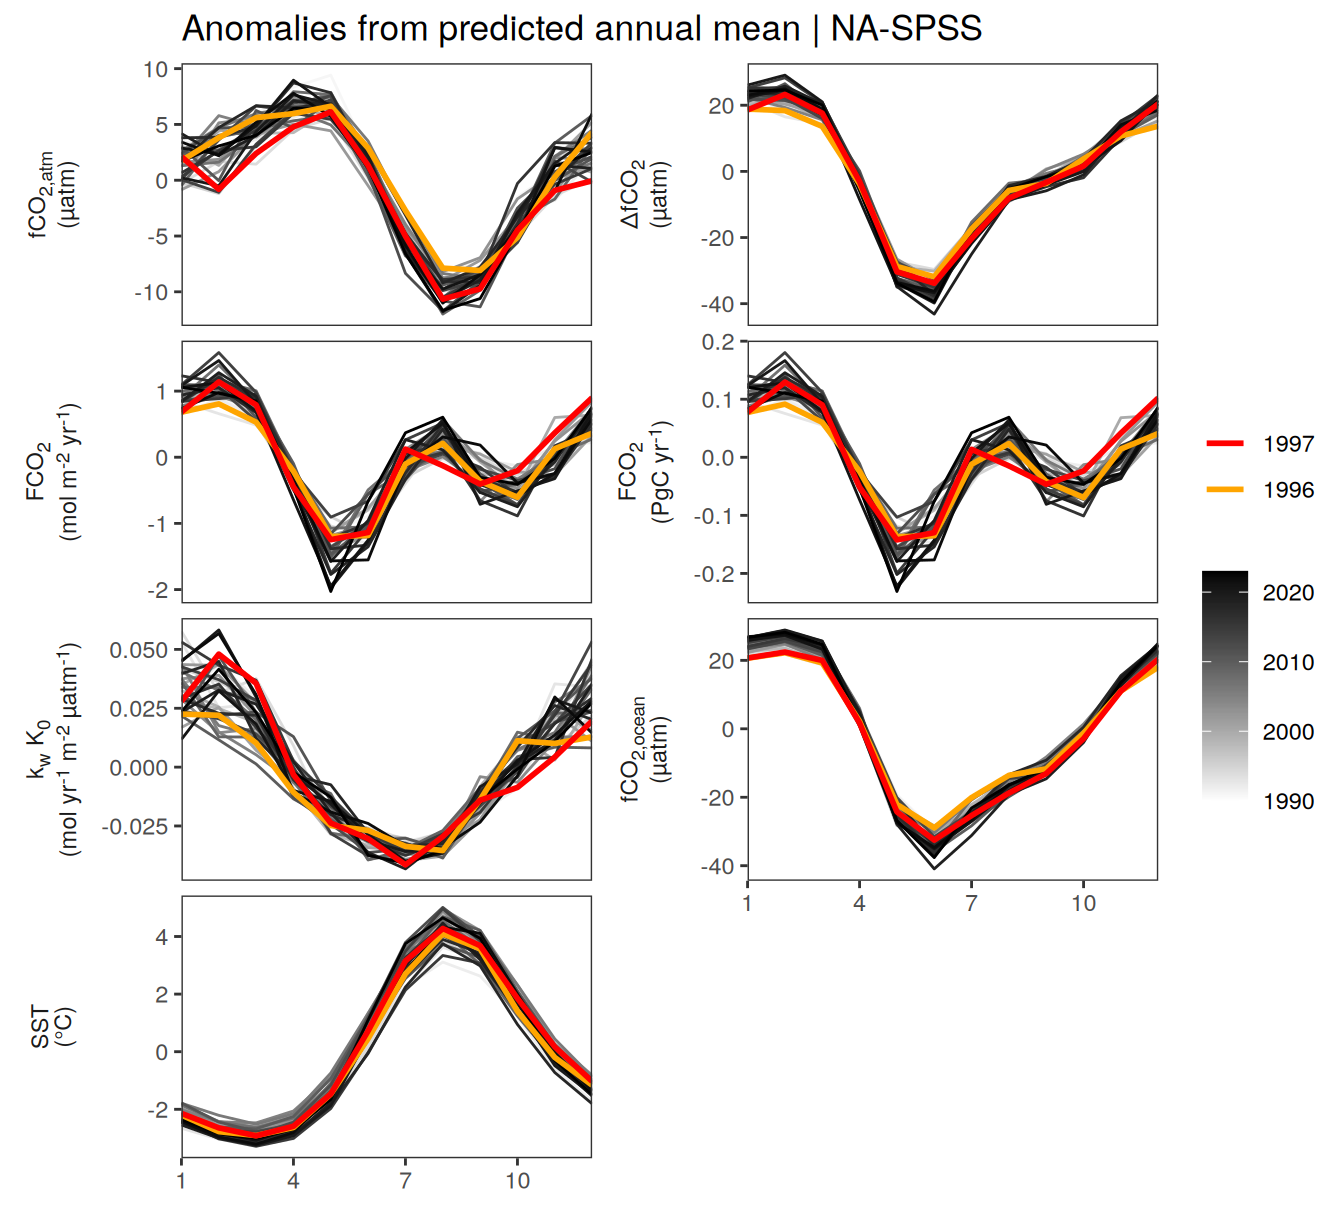 Anomalies from predicted annual mean | NA-SPSS
fCO2,atm
(µatm)
10
5
0
-5
-10
ΔfCO2
(µatm)
20
0
-20
-40
FCO2
(mol m-2 yr-1)
1
0
-1
-2
FCO2
(PgC yr-1)
0.2
0.1
0.0
-0.1
-0.2
kw K0
(mol yr-1 m-2 µatm-1)
0.050
0.025
0.000
-0.025
fCO2,ocean
(µatm)
20
0
-20
-40
1 4 7 10
SST
(°C)
4
2
0
-2
1 4 7 10
1997
1996
2020
2010
2000
1990